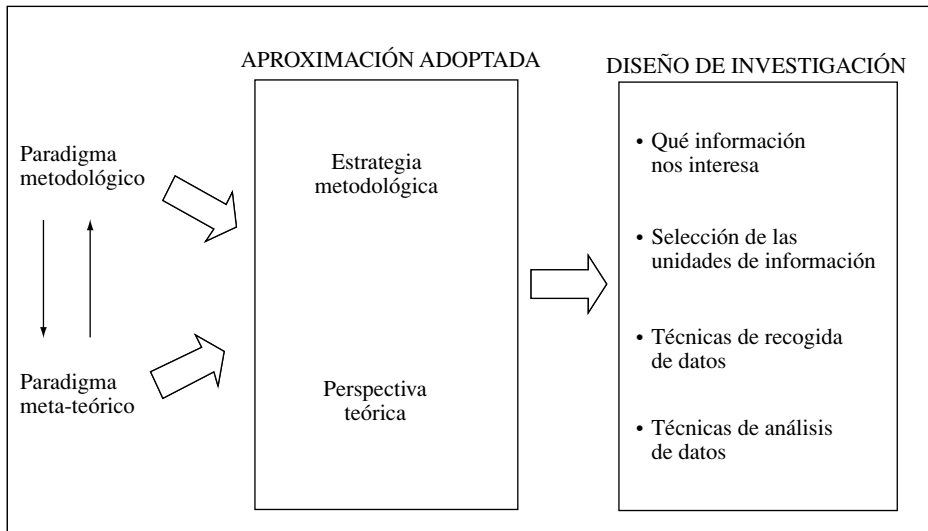 APROXIMACIÓN ADOPTADA
DISEÑO DE INVESTIGACIÓN
Paradigma
metodológico
Paradigma
meta-teórico
Estrategia
metodológica
Perspectiva
teórica
• Qué información
nos interesa
• Selección de las
unidades de información
• Técnicas de recogida
de datos
• Técnicas de análisis
de datos